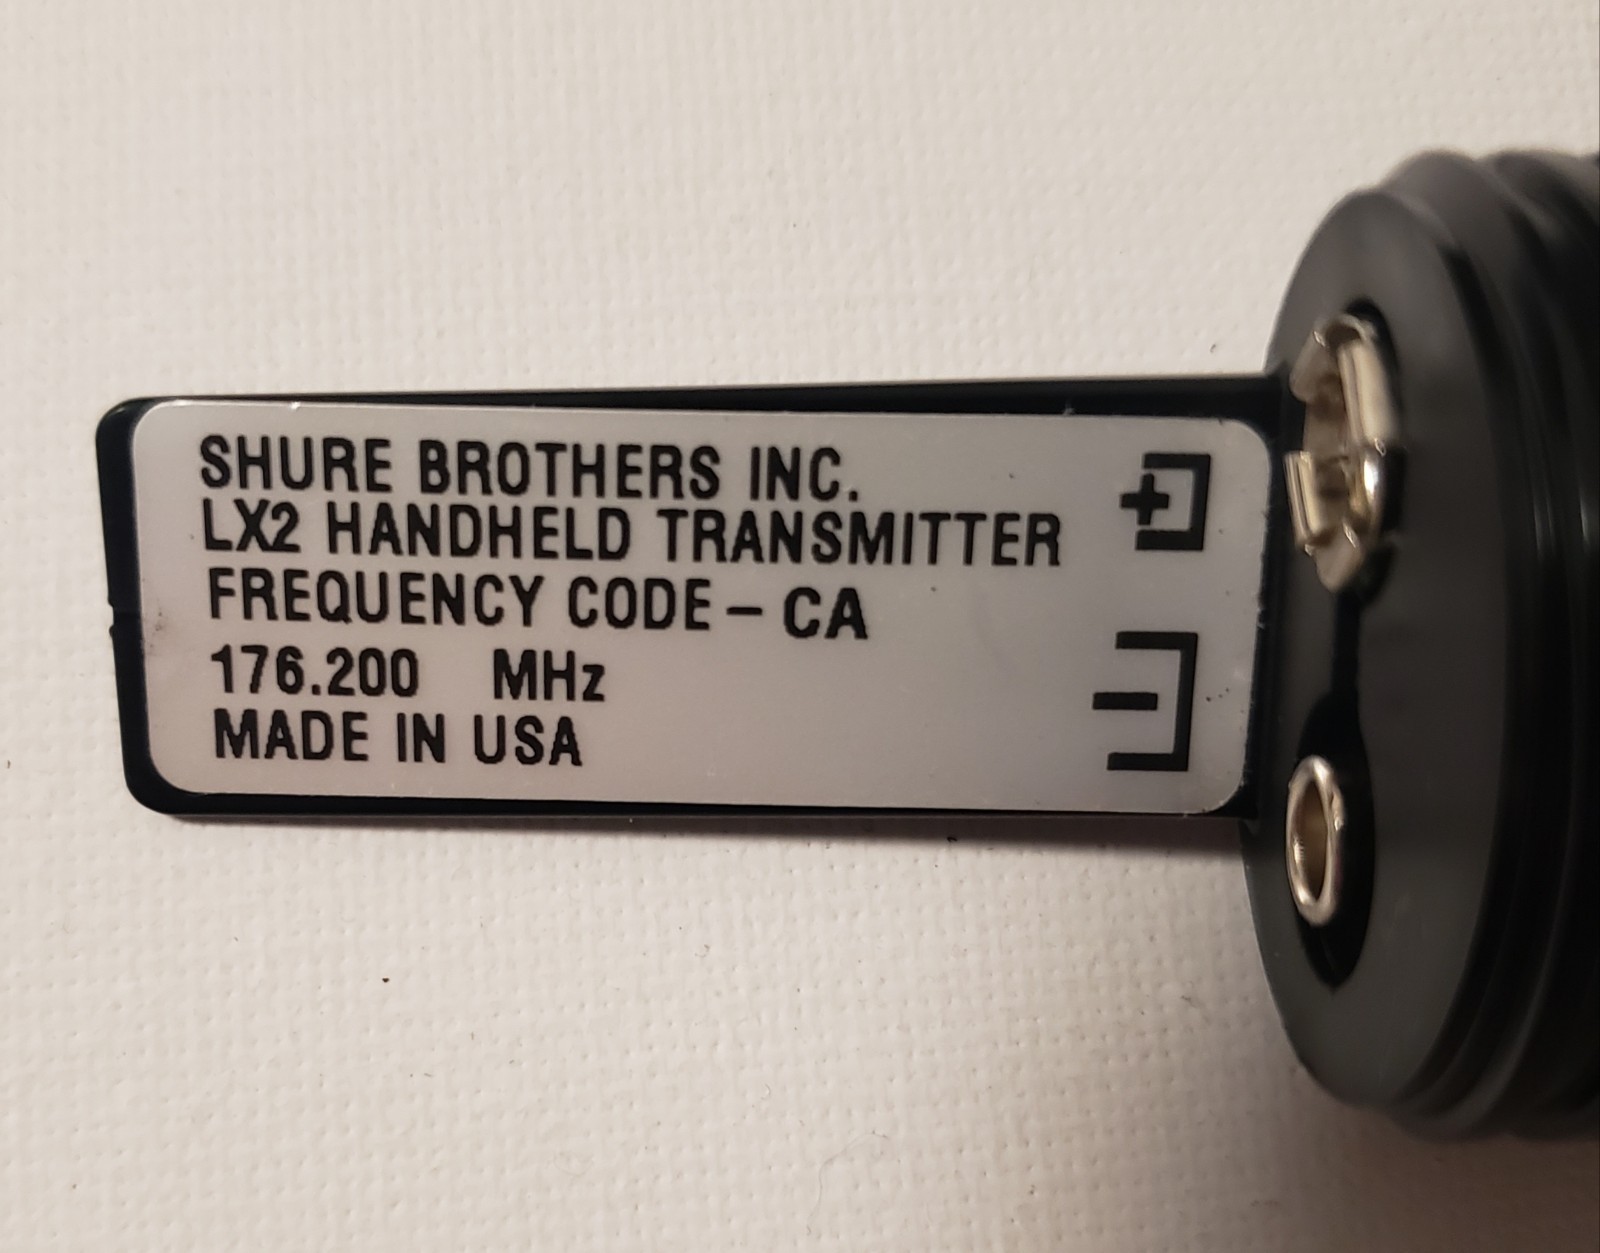 SHURE BROTHERS INC.
LX2 HANDHELD TRANSMITTER
FREQUENCY CODE – CA
176.200 MHz
MADE IN USA
+
–